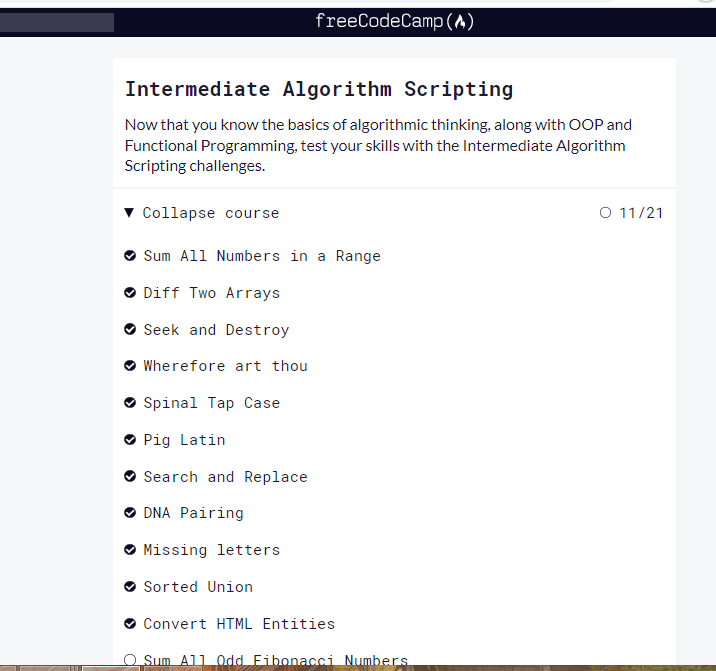 freeCodeCamp(🔥)
Intermediate Algorithm Scripting
Now that you know the basics of algorithmic thinking, along with OOP and
Functional Programming, test your skills with the Intermediate Algorithm
Scripting challenges.
▼ Collapse course 11/21
Sum All Numbers in a Range
Diff Two Arrays
Seek and Destroy
Wherefore art thou
Spinal Tap Case
Pig Latin
Search and Replace
DNA Pairing
Missing letters
Sorted Union
Convert HTML Entities
Sum All Odd Fibonacci Numbers